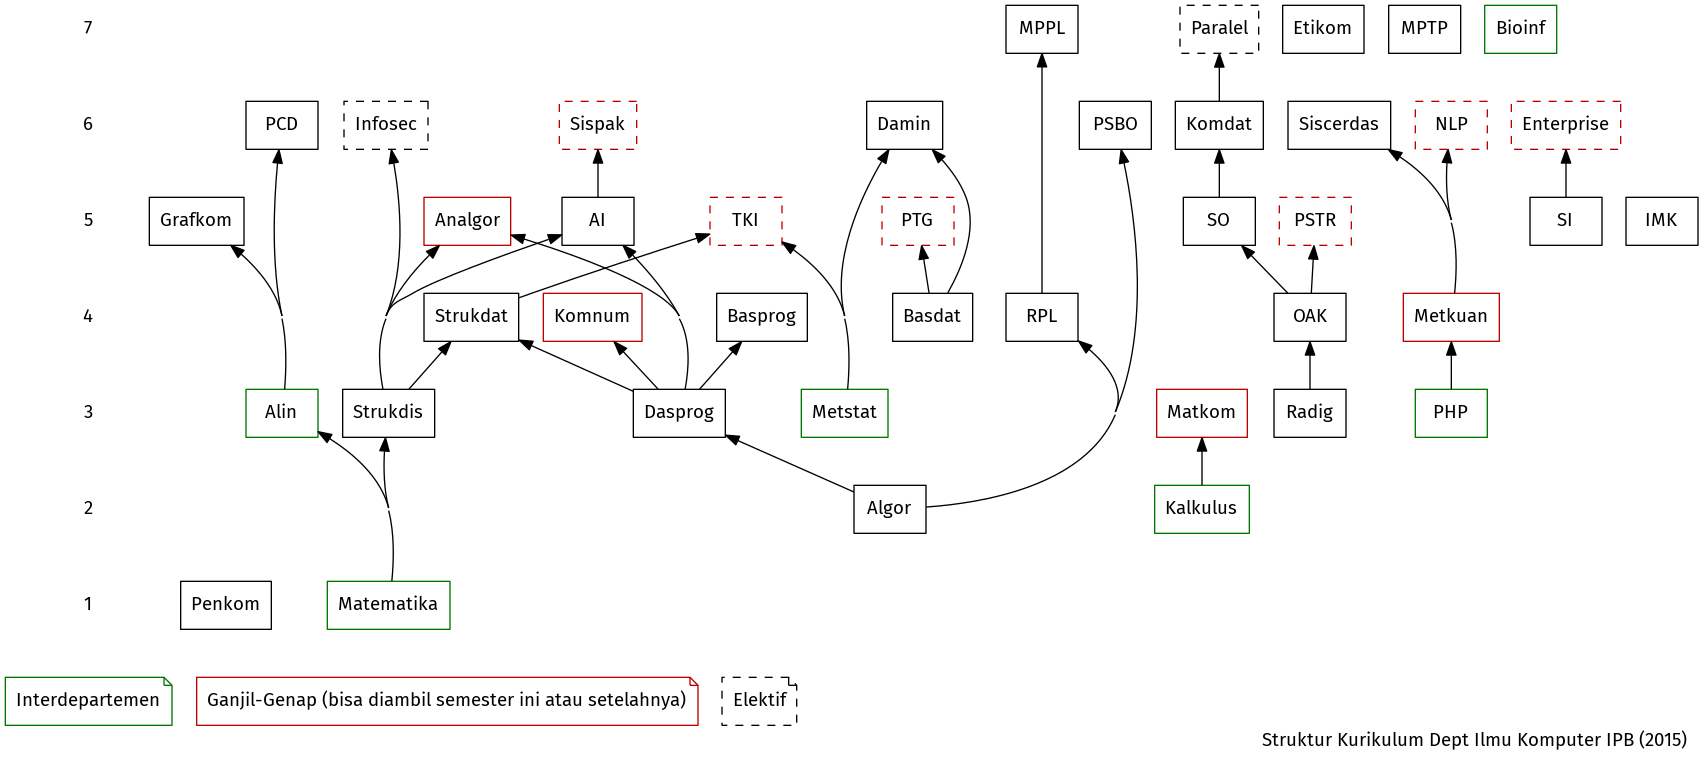 7
MPPL
Paralel
Etikom
MPTP
Bioinf
6
PCD
Infosec
Sispak
Damin
PSBO
Komdat
Siscerdas
NLP
Enterprise
5
Grafkom
Analgor
AI
TKI
PTG
SO
PSTR
SI
IMK
4
Strukdat
Komnum
Basprog
Basdat
RPL
OAK
Metkuan
3
Alin
Strukdis
Dasprog
Metstat
Matkom
Radig
PHP
2
Algor
Kalkulus
1
Penkom
Matematika
Interdepartemen
Ganjil-Genap (bisa diambil semester ini atau setelahnya)
Elektif
Struktur Kurikulum Dept Ilmu Komputer IPB (2015)